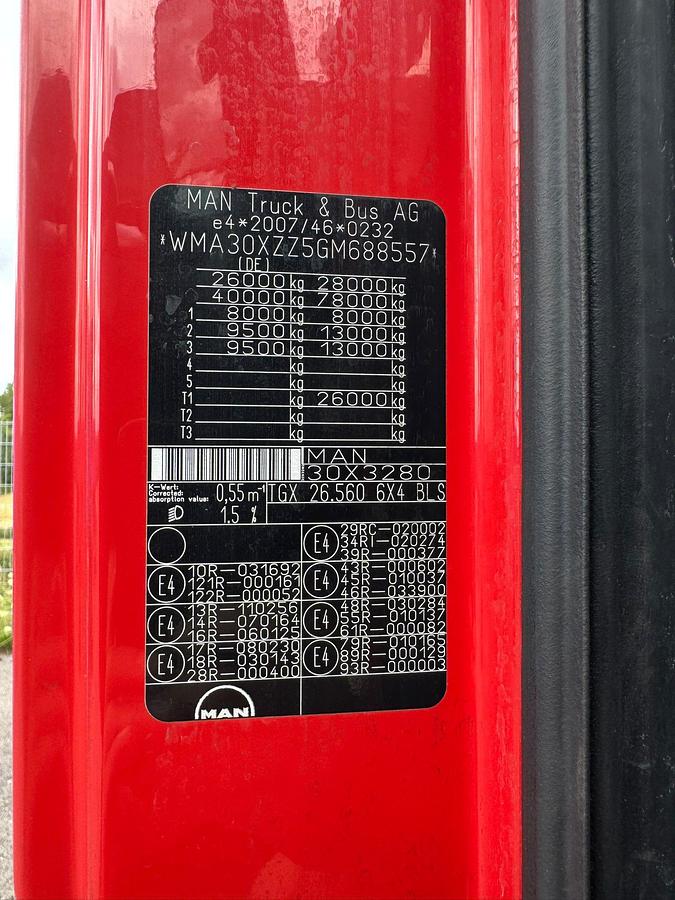 MAN Truck & Bus AG
e4*2007/46*0232
*WMA30XZZ5GM688557*
(DE)
26000 kg 28000 kg
40000 kg 78000 kg
1 8000 kg 8000 kg
2 9500 kg 13000 kg
3 9500 kg 13000 kg
4 kg kg
5 kg kg
T1 kg 26000 kg
T2 kg kg
T3 kg kg
MAN
30X3280
K-Wert:
Corrected
absorption value:
0,55 m⁻¹
TGX 26.560 6X4 BLS
1.5 %
E4
29RC-020002
34RI-020274
39R-000377
E4
10R-031692
121R-000161
122R-000052
E4
43R-000602
45R-010037
46R-033900
E4
13R-110256
14R-070164
16R-060125
E4
48R-030284
55R-010137
61R-000082
E4
17R-080230
18R-030143
28R-000400
E4
79R-010165
89R-000129
93R-000003
MAN